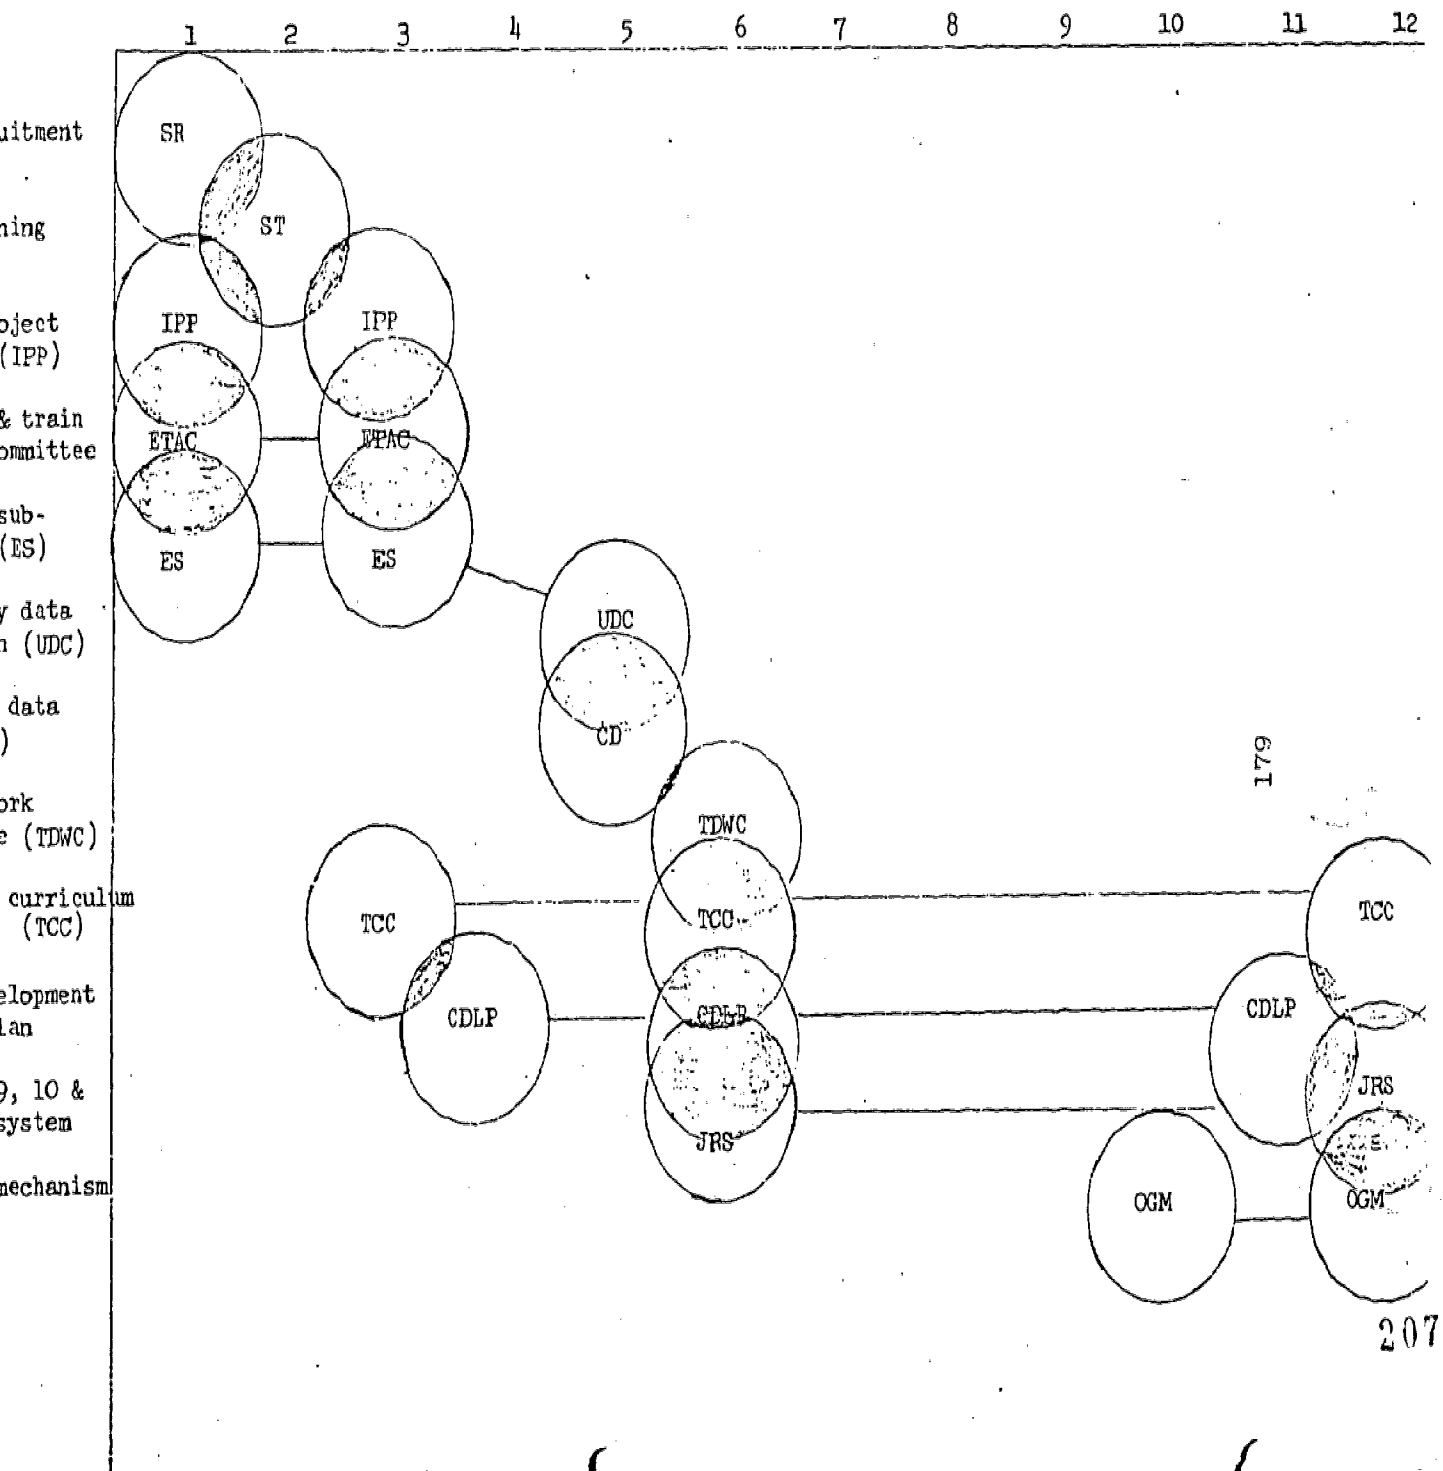 1 2 3 4 5 6 7 8 9 10 11 12
uitment
SR
ning
ST
oject
(IPP)
IPP IPP
& train
ommittee
ETAC ETAC
sub-
(ES)
ES ES
y data
n (UDC)
UDC
data
)
CD
179
ork
e (TDWC)
TDWC
curriculum
(TCC)
TCC TCC TCC
elopment
lan
CDLP CDLP CDLP
9, 10 &
system
JRS JRS
mechanism
OGM OGM
207